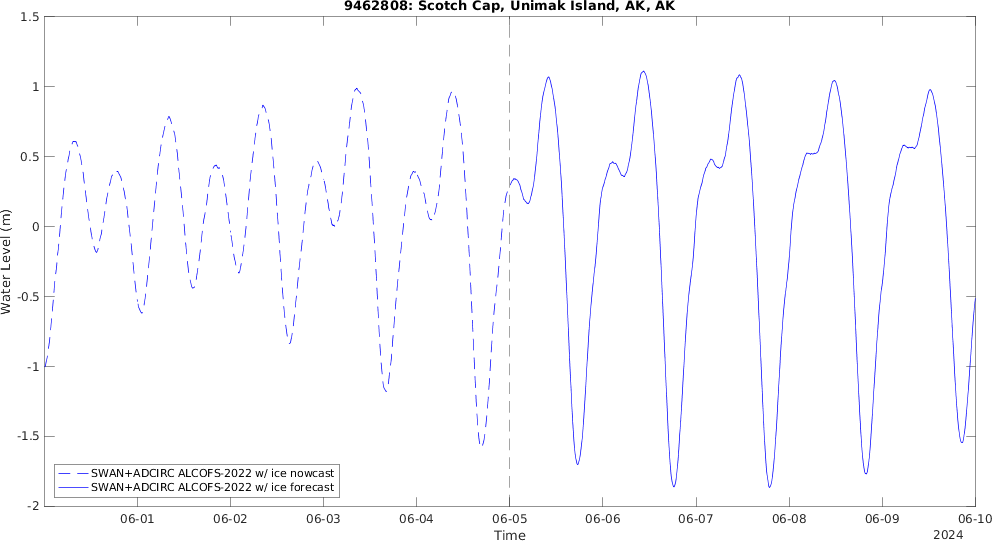 9462808: Scotch Cap, Unimak Island, AK, AK
Water Level (m)
1.5
1
0.5
0
-0.5
-1
-1.5
-2
SWAN+ADCIRC ALCOFS-2022 w/ ice nowcast
SWAN+ADCIRC ALCOFS-2022 w/ ice forecast
06-01 06-02 06-03 06-04 06-05 06-06 06-07 06-08 06-09 06-10
Time
2024